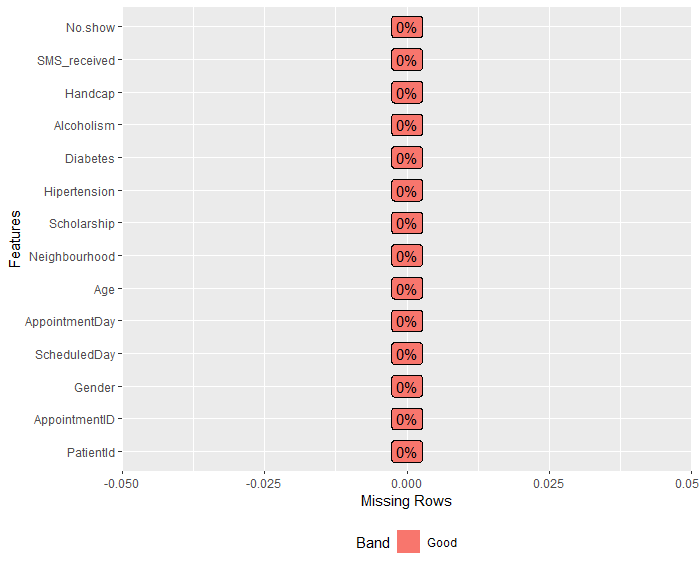 Features
No.show 0%
SMS_received 0%
Handcap 0%
Alcoholism 0%
Diabetes 0%
Hipertension 0%
Scholarship 0%
Neighbourhood 0%
Age 0%
AppointmentDay 0%
ScheduledDay 0%
Gender 0%
AppointmentID 0%
PatientId 0%
-0.050 -0.025 0.000 0.025 0.05
Missing Rows
Band Good